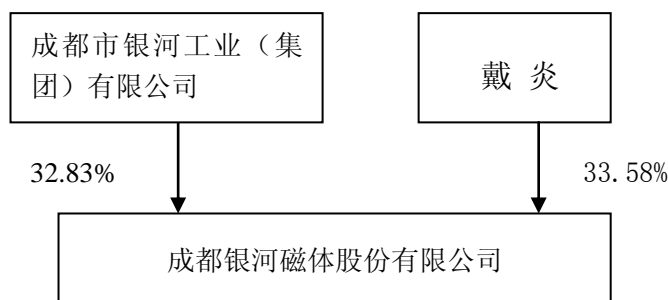 成都市银河工业（集
团）有限公司
戴 炎
32.83%
33.58%
成都银河磁体股份有限公司